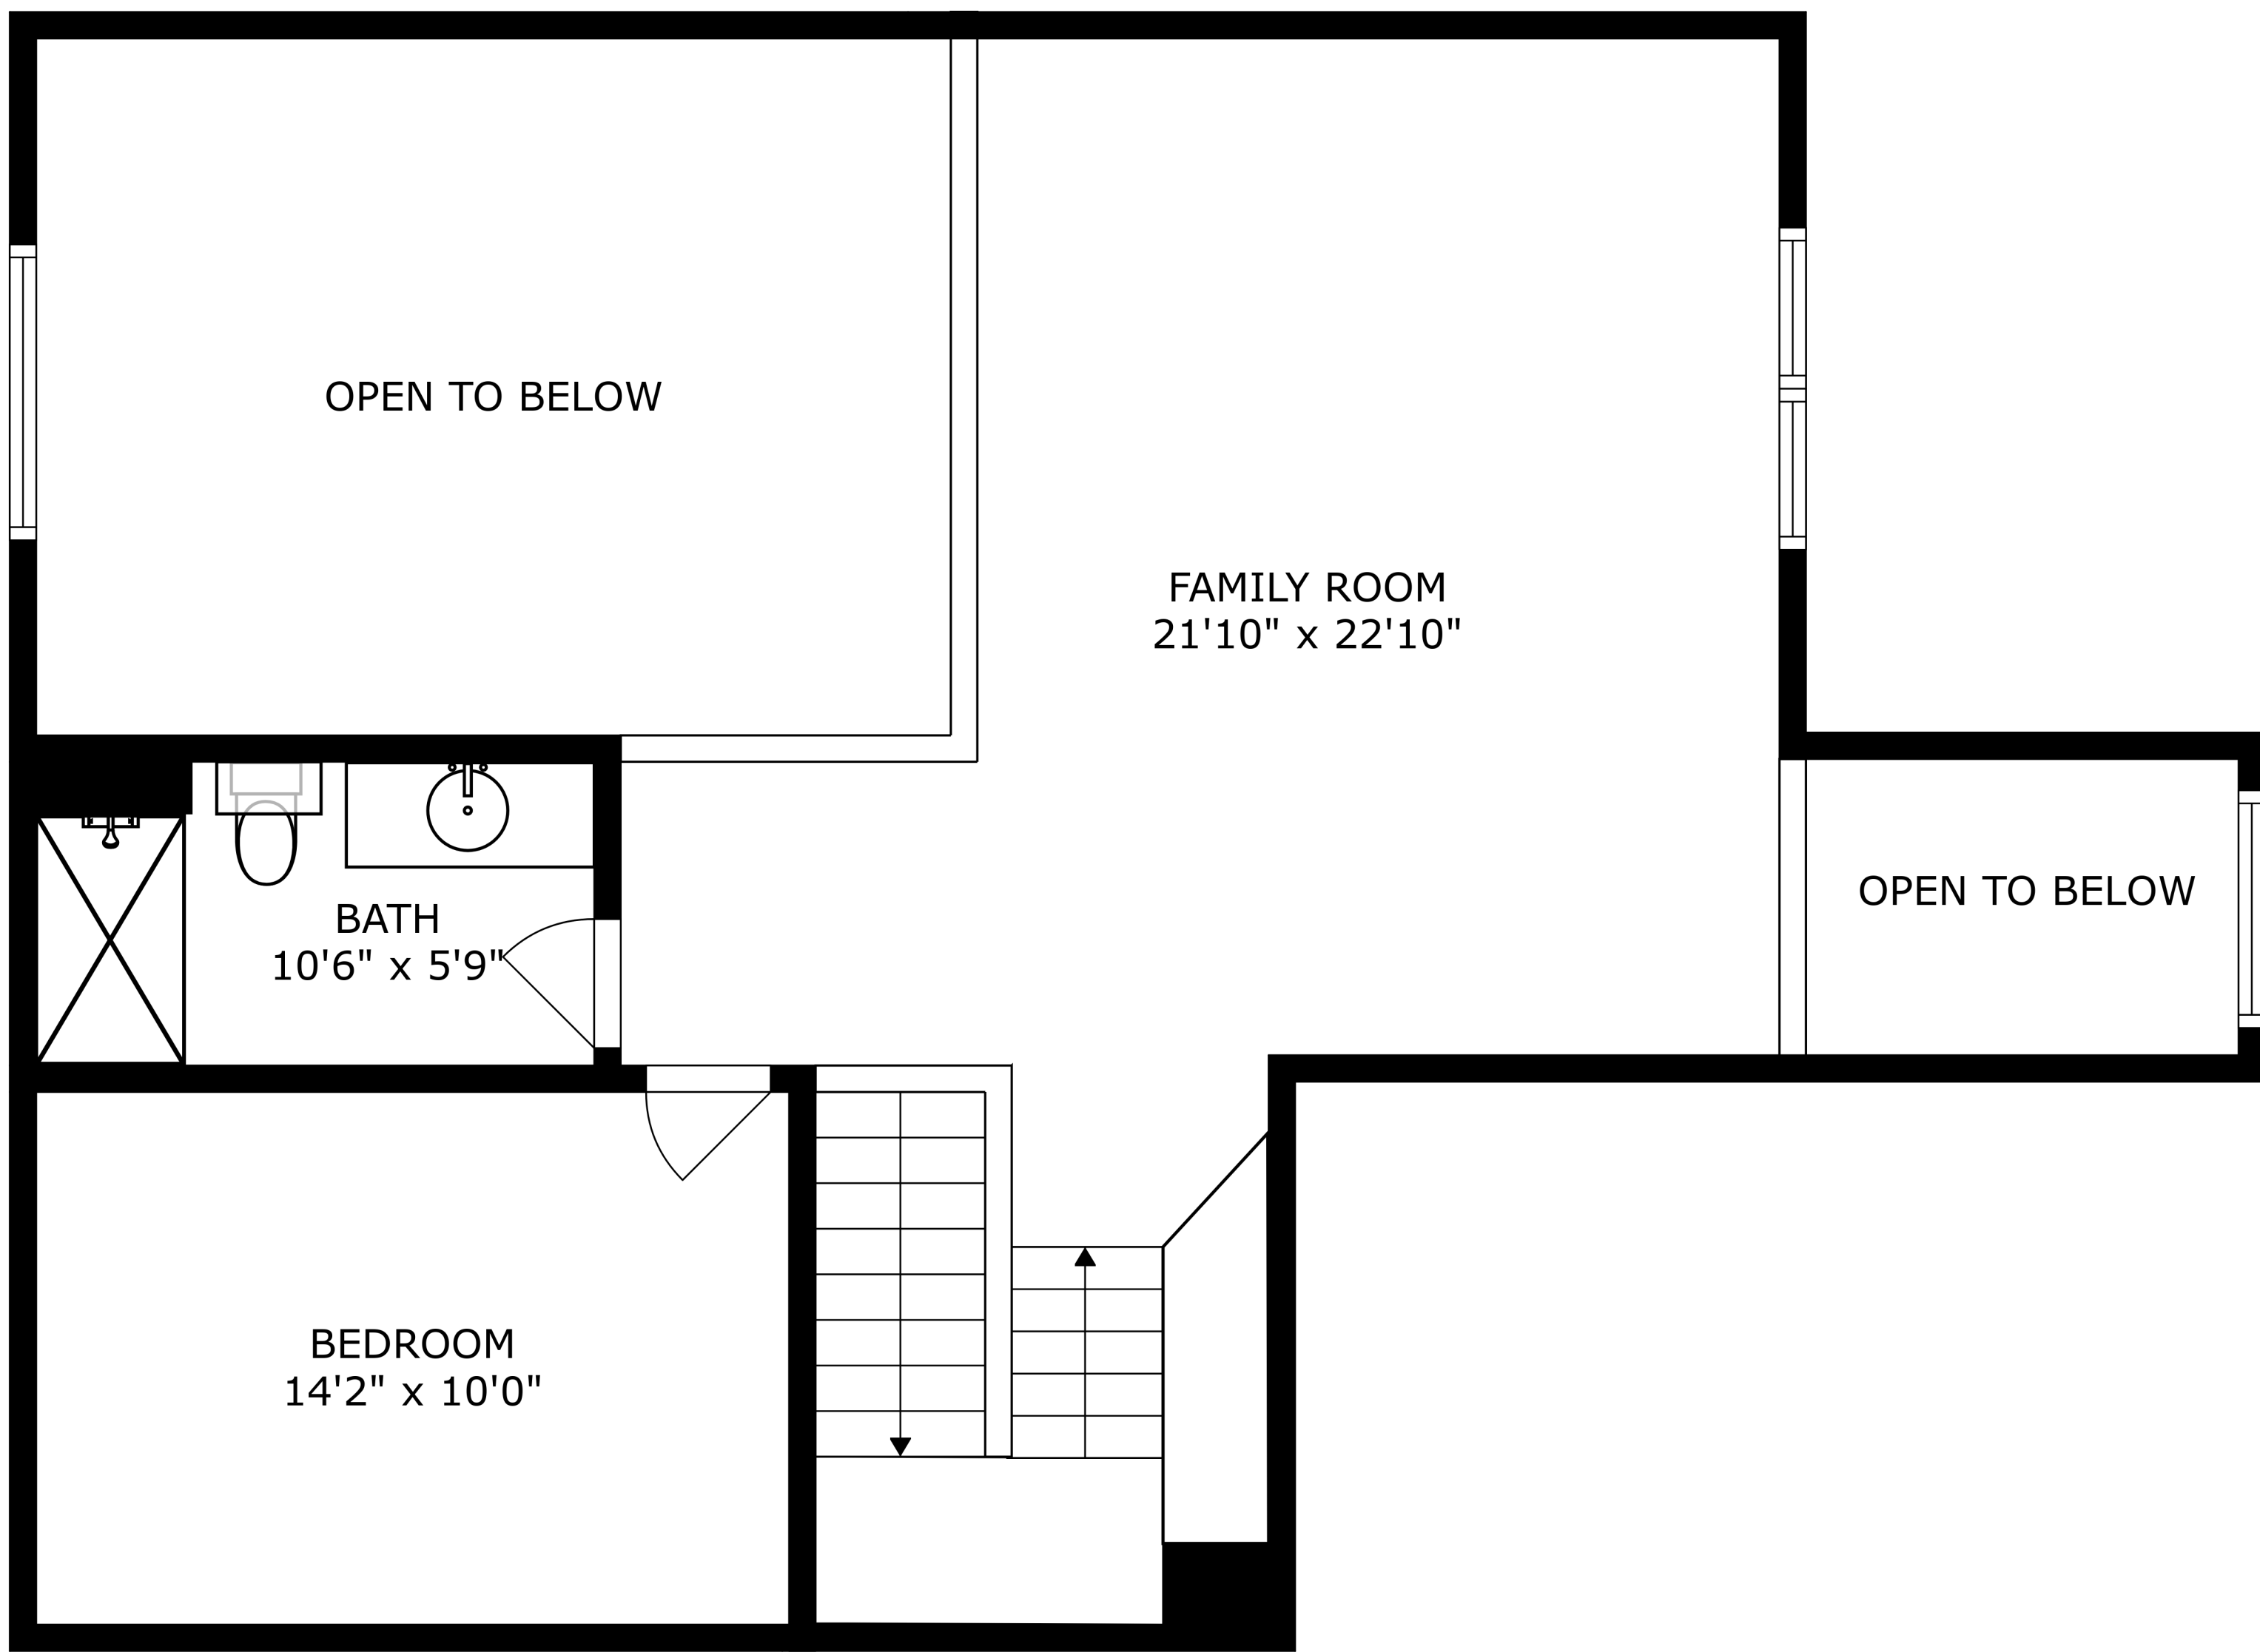 OPEN TO BELOW
FAMILY ROOM
21'10" x 22'10"
OPEN TO BELOW
BATH
10'6" x 5'9"
BEDROOM
14'2" x 10'0"